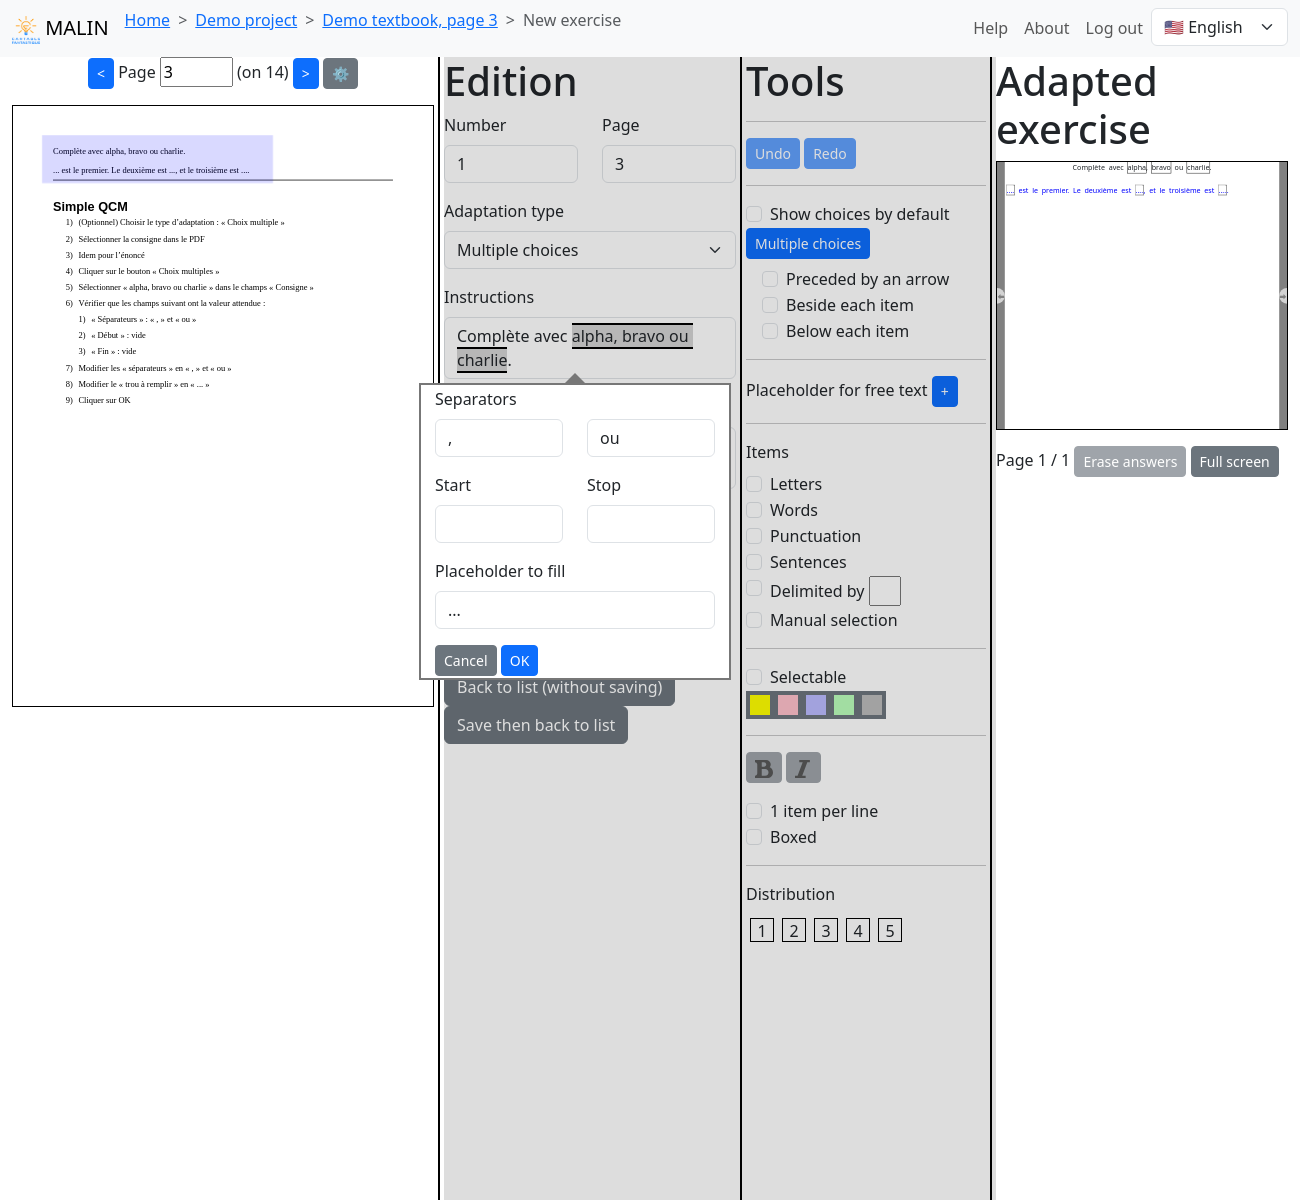 MALIN
Home > Demo project > Demo textbook, page 3 > New exercise
Help About Log out 🇺🇸 English
< Page 3 (on 14) > ⚙️
Complète avec alpha, bravo ou charlie.
... est le premier. Le deuxième est ..., et le troisième est ....
Simple QCM
1) (Optionnel) Choisir le type d’adaptation : « Choix multiple »
2) Sélectionner la consigne dans le PDF
3) Idem pour l’énoncé
4) Cliquer sur le bouton « Choix multiples »
5) Sélectionner « alpha, bravo ou charlie » dans le champs « Consigne »
6) Vérifier que les champs suivant ont la valeur attendue :
1) « Séparateurs » : « , » et « ou »
2) « Début » : vide
3) « Fin » : vide
7) Modifier les « séparateurs » en « , » et « ou »
8) Modifier le « trou à remplir » en « ... »
9) Cliquer sur OK
Edition
Number Page
1 3
Adaptation type
Multiple choices
Instructions
Complète avec alpha, bravo ou
charlie.
Separators
, ou
Start Stop
Placeholder to fill
...
Cancel OK
Back to list (without saving)
Save then back to list
Tools
Undo Redo
Show choices by default
Multiple choices
Preceded by an arrow
Beside each item
Below each item
Placeholder for free text +
Items
Letters
Words
Punctuation
Sentences
Delimited by
Manual selection
Selectable
B I
1 item per line
Boxed
Distribution
1 2 3 4 5
Adapted
exercise
Complète avec alpha, bravo ou charlie.
... est le premier. Le deuxième est ..., et le troisième est ....
Page 1 / 1 Erase answers Full screen